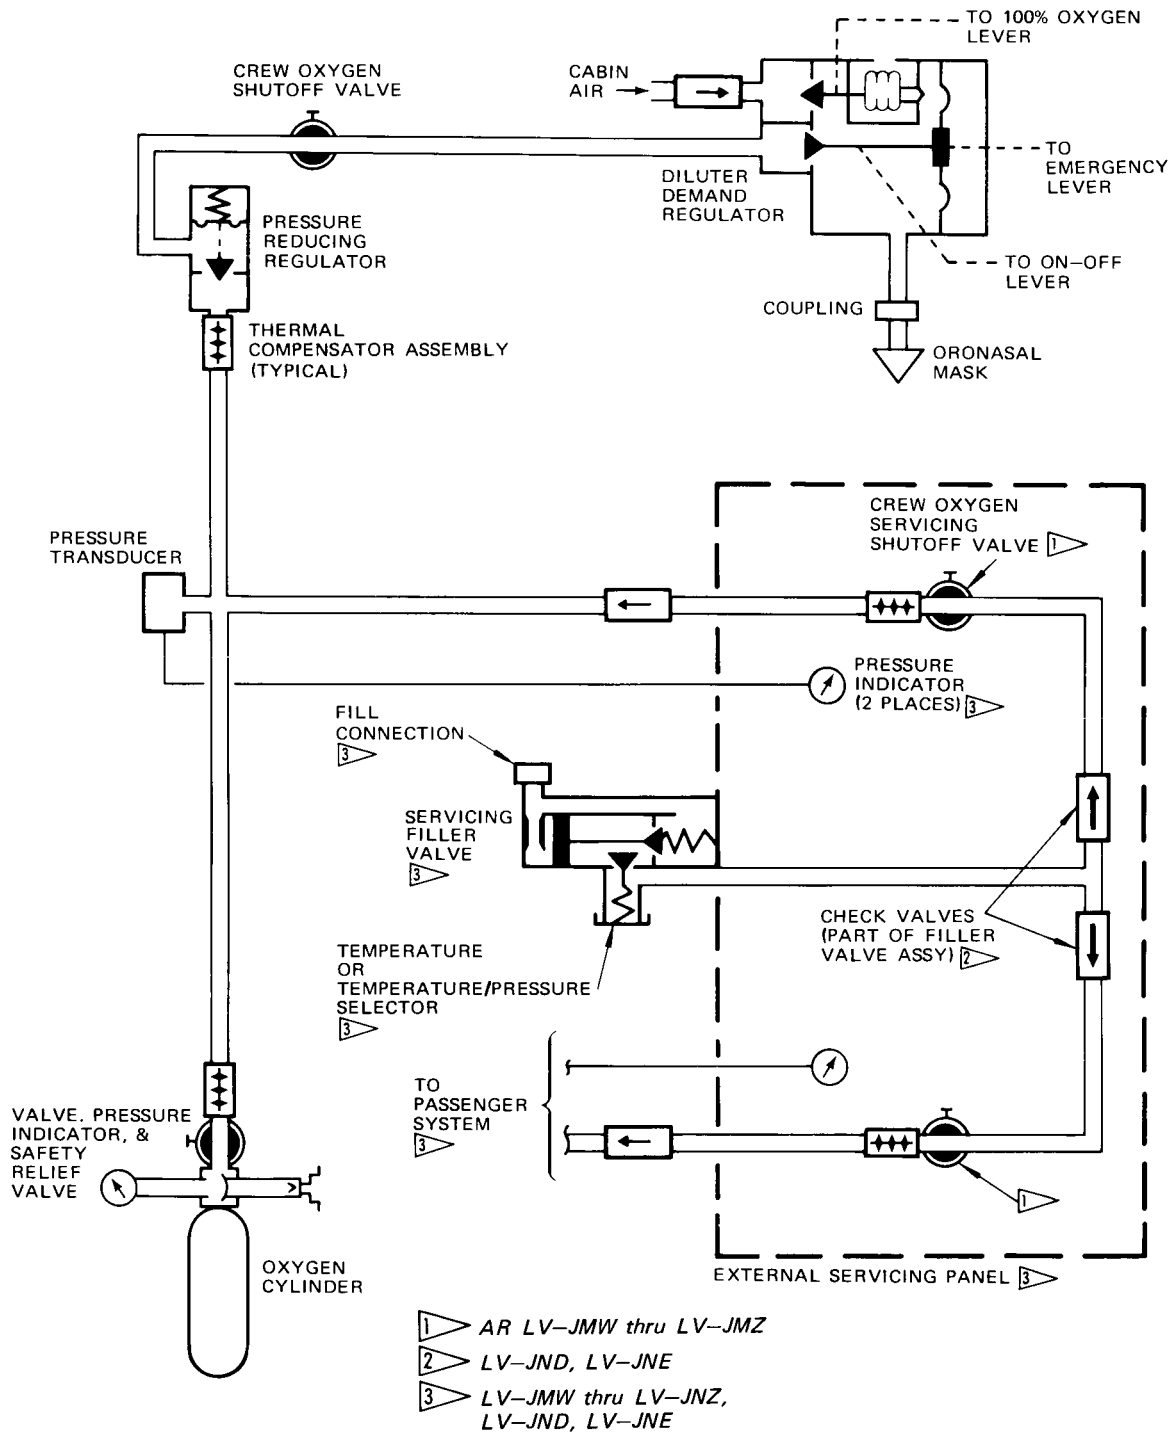 TO 100% OXYGEN
LEVER
CREW OXYGEN
SHUTOFF VALVE
CABIN
AIR
TO
EMERGENCY
LEVER
DILUTER
DEMAND
REGULATOR
PRESSURE
REDUCING
REGULATOR
TO ON-OFF
LEVER
COUPLING
THERMAL
COMPENSATOR ASSEMBLY
(TYPICAL)
ORONASAL
MASK
CREW OXYGEN
SERVICING
SHUTOFF VALVE 1
PRESSURE
TRANSDUCER
PRESSURE
INDICATOR
(2 PLACES) 3
FILL
CONNECTION
3
SERVICING
FILLER
VALVE
3
CHECK VALVES
(PART OF FILLER
VALVE ASSY) 2
TEMPERATURE
OR
TEMPERATURE/PRESSURE
SELECTOR
3
TO
PASSENGER
SYSTEM
3
VALVE, PRESSURE
INDICATOR, &
SAFETY
RELIEF
VALVE
1
OXYGEN
CYLINDER
EXTERNAL SERVICING PANEL 3
1 AR LV-JMW thru LV-JMZ
2 LV-JND, LV-JNE
3 LV-JMW thru LV-JNZ,
LV-JND, LV-JNE